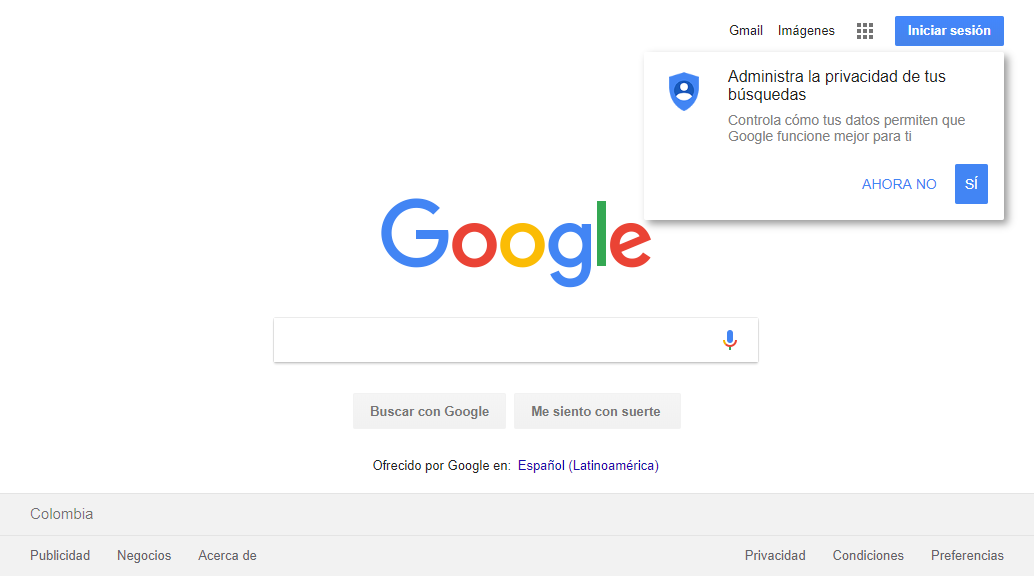 Gmail Imágenes Iniciar sesión
Administra la privacidad de tus
búsquedas
Controla cómo tus datos permiten que
Google funcione mejor para ti
AHORA NO SÍ
Google
Buscar con Google Me siento con suerte
Ofrecido por Google en: Español (Latinoamérica)
Colombia
Publicidad Negocios Acerca de Privacidad Condiciones Preferencias